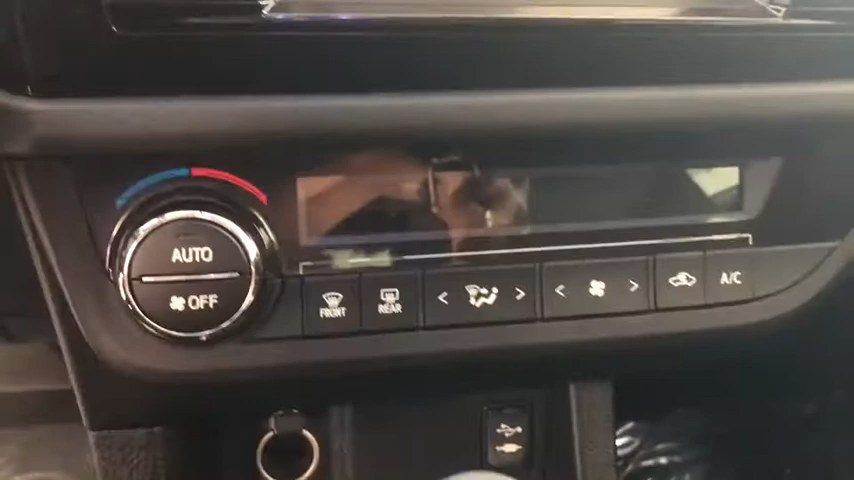 AUTO
OFF
FRONT
REAR
< >
< >
A/C